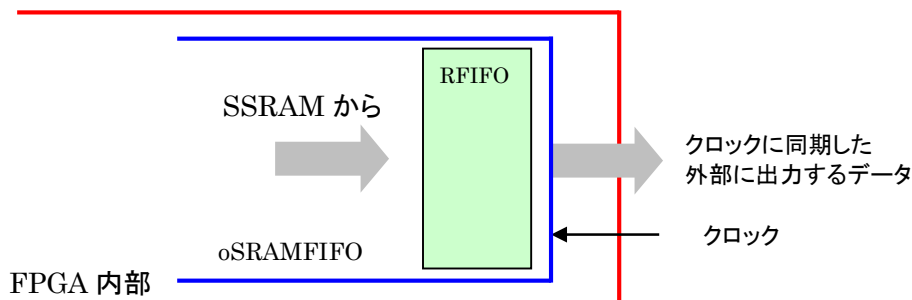 RFIFO
SSRAM から
クロックに同期した
外部に出力するデータ
クロック
oSRAMFIFO
FPGA 内部